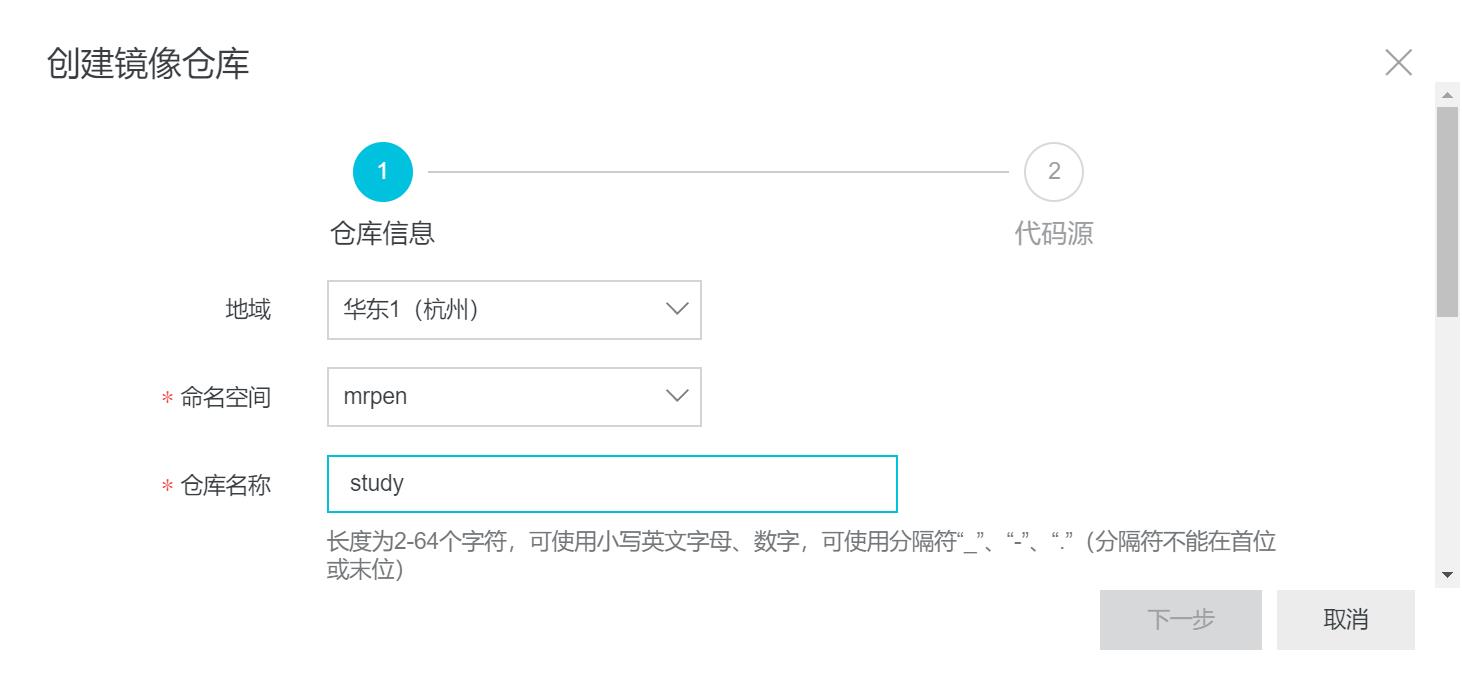 创建镜像仓库
1
2
仓库信息
代码源
地域
华东1（杭州）
* 命名空间
mrpen
* 仓库名称
study
长度为2-64个字符，可使用小写英文字母、数字，可使用分隔符“_”、“-”、“.”（分隔符不能在首位
或末位）
下一步
取消